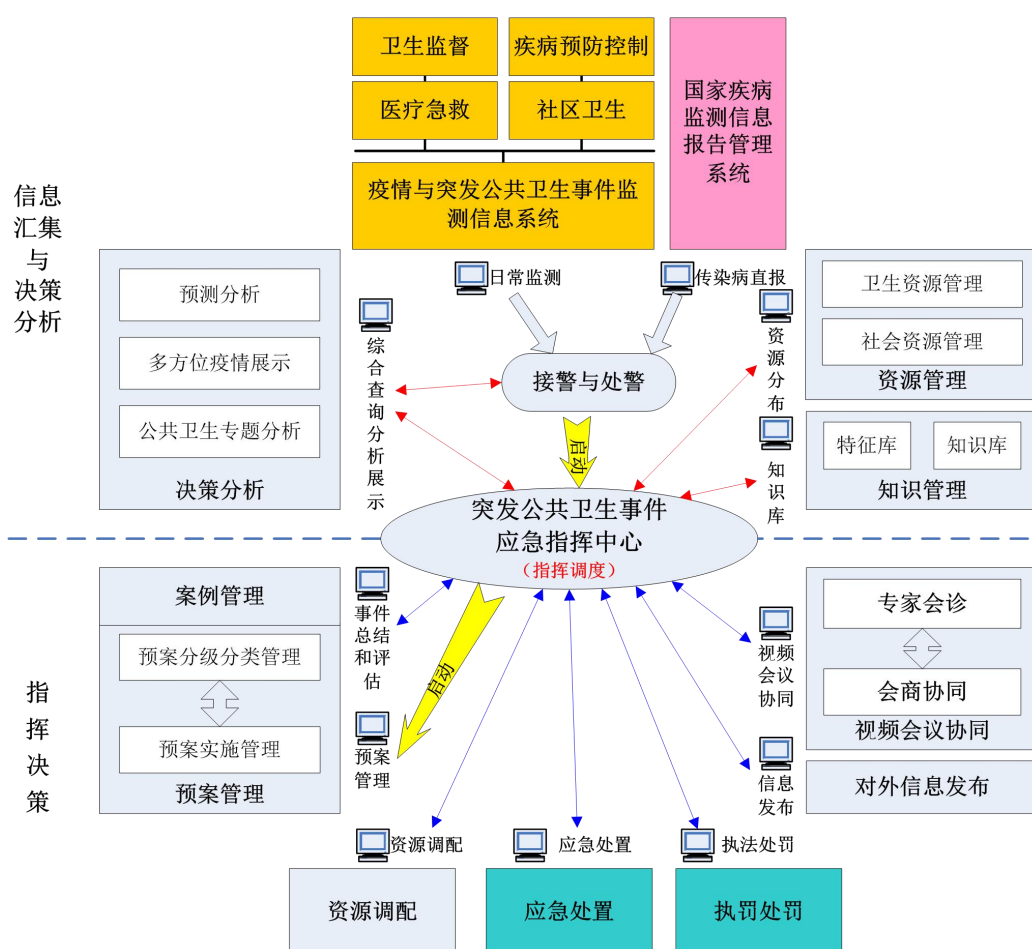 卫生监督
疾病预防控制
医疗急救
社区卫生
国家疾病
监测信息
报告管理
系统
疫情与突发公共卫生事件监
测信息系统
信息
汇集
与
决策
分析
预测分析
多方位疫情展示
公共卫生专题分析
决策分析
日常监测
传染病直报
综
合
查
询
分
析
展
示
接警与处警
启动
资
源
分
布
知
识
库
卫生资源管理
社会资源管理
资源管理
特征库
知识库
知识管理
突发公共卫生事件
应急指挥中心
（指挥调度）
指
挥
决
策
案例管理
预案分级分类管理
预案实施管理
预案管理
事件
总结
和评
估
启动
预案
管理
视频
会议
协同
信息
发布
专家会诊
会商协同
视频会议协同
对外信息发布
资源调配
应急处置
执法处罚
资源调配
应急处置
执罚处罚